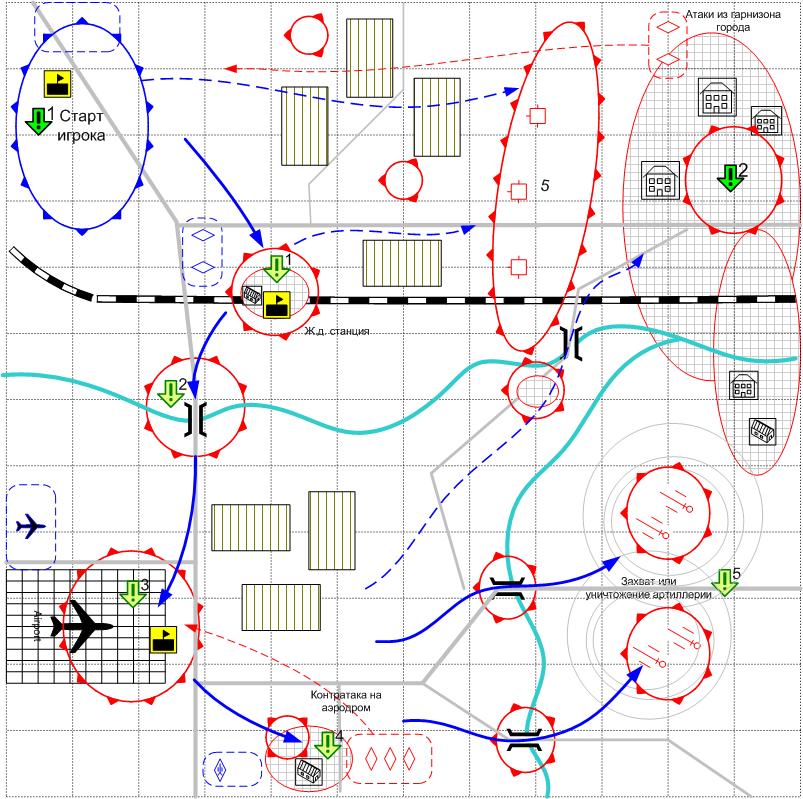 Атаки из гарнизона
города
1 Старт
игрока
2
5
1
Ж.д. станция
2
3
Airport
5
Захват или
уничтожение артиллерии
Контратака на
аэродром
4